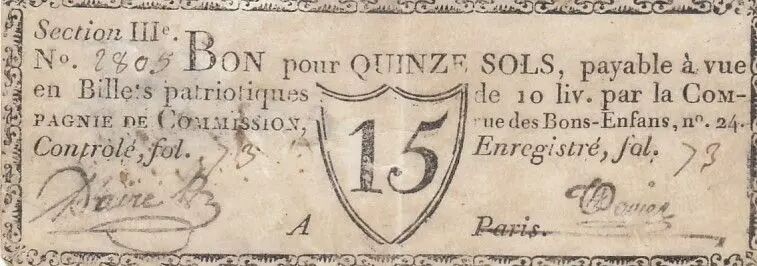 Section IIIe.
No. 2805 BON pour QUINZE SOLS, payable à vue
en Billets patriotiques de 10 liv. par la COM-
PAGNIE DE COMMISSION, rue des Bons-Enfans, no. 24.
Contrôlé, fol. 73 Enregistré, fol. 73
15
A Paris.